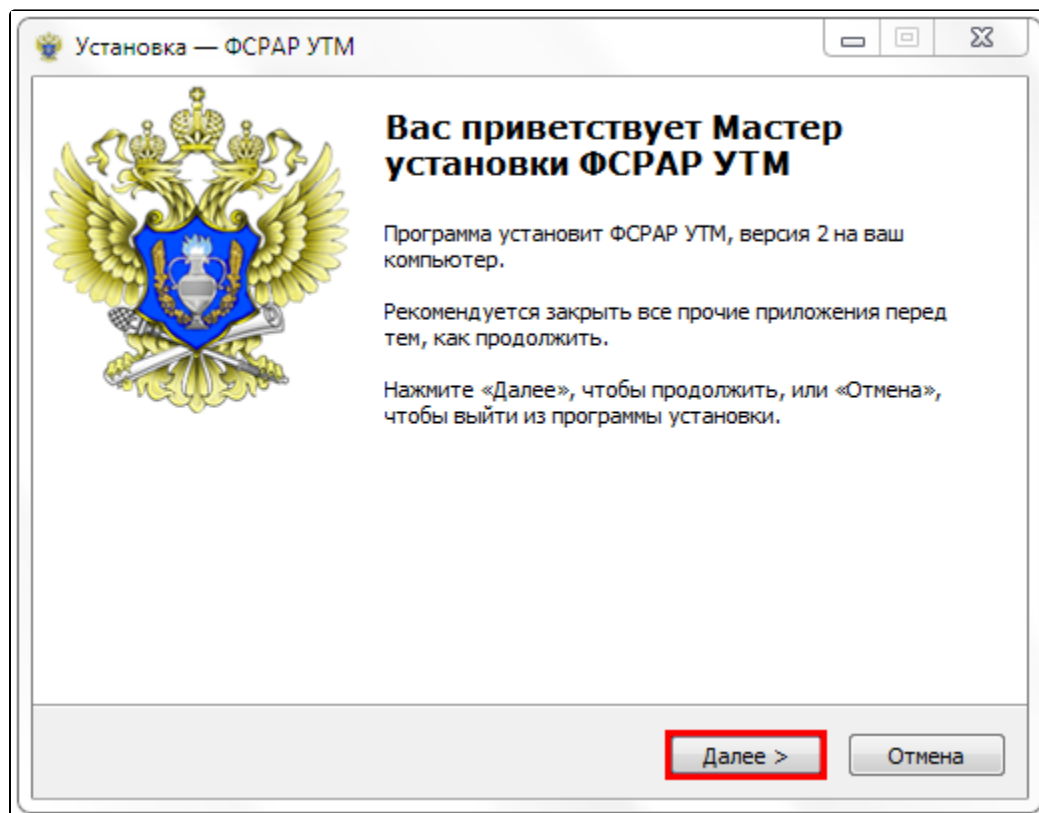 Установка — ФСРАР УТМ
Вас приветствует Мастер
установки ФСРАР УТМ
Программа установит ФСРАР УТМ, версия 2 на ваш
компьютер.
Рекомендуется закрыть все прочие приложения перед
тем, как продолжить.
Нажмите «Далее», чтобы продолжить, или «Отмена»,
чтобы выйти из программы установки.
Далее >
Отмена